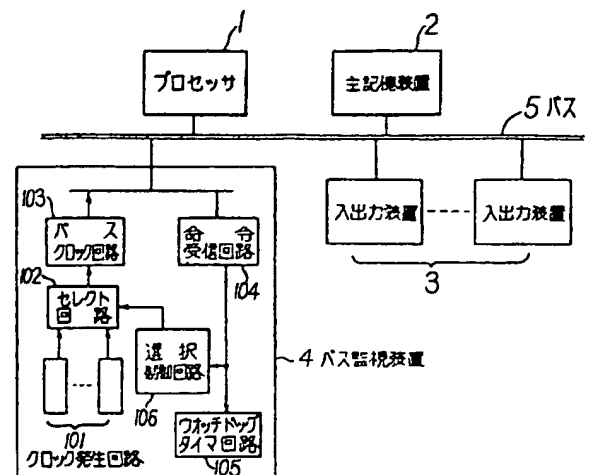 1
プロセッサ
2
主記憶装置
5 バス
103
バス
クロック回路
命令
受信回路
104
入出力装置
入出力装置
3
102
セレクト
回路
選択
制御回路
106
4 バス監視装置
101
クロック発生回路
ウオッチドッグ
タイマ回路
105